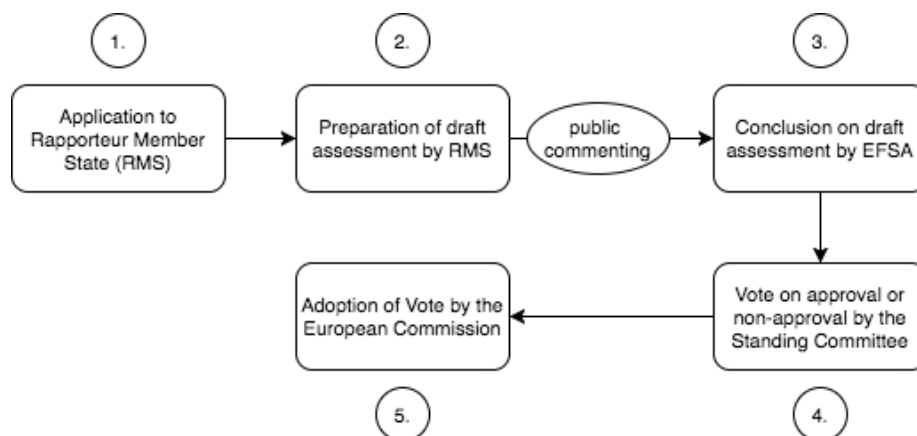 1.
2.
3.
Application to
Rapporteur Member
State (RMS)
Preparation of draft
assessment by RMS
public
commenting
Conclusion on draft
assessment by EFSA
Adoption of Vote by the
European Commission
Vote on approval or
non-approval by the
Standing Committee
5.
4.